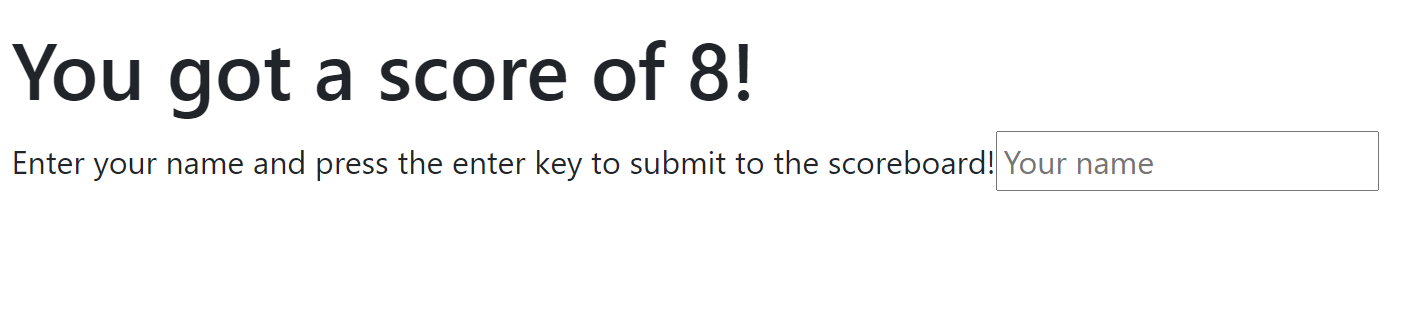 You got a score of 8!
Enter your name and press the enter key to submit to the scoreboard! Your name